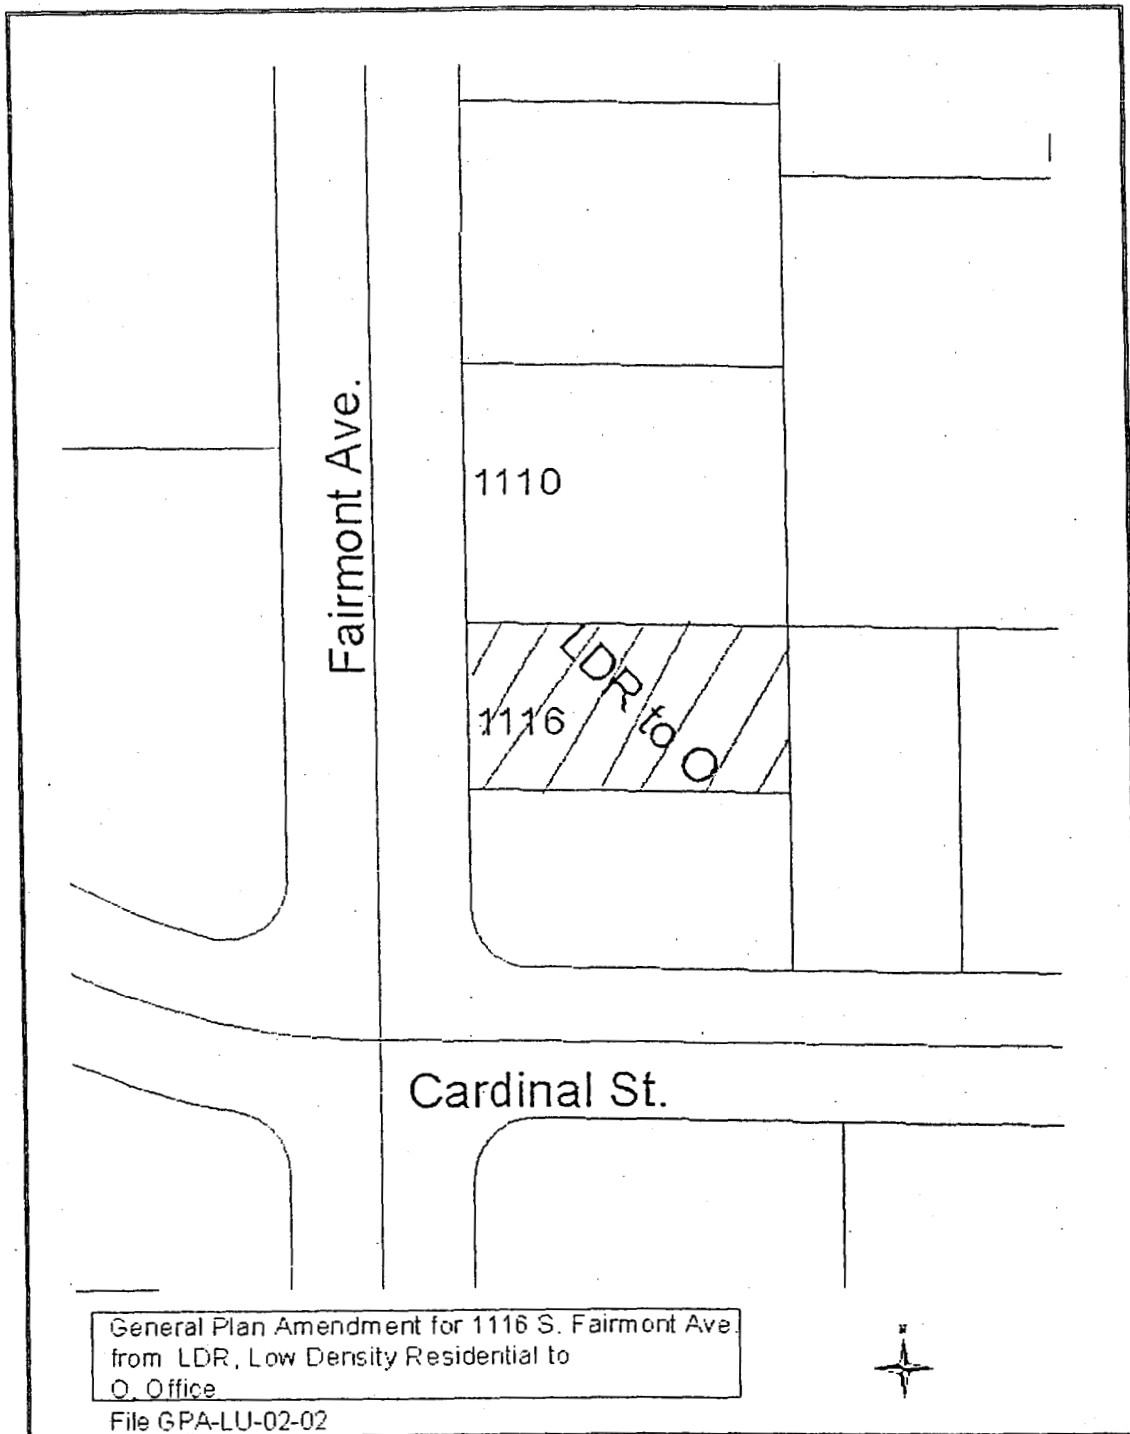 Fairmont Ave.
1110
LDR to O
1116
Cardinal St.
General Plan Amendment for 1116 S. Fairmont Ave.
from LDR, Low Density Residential to
O, Office
N
File GPA-LU-02-02